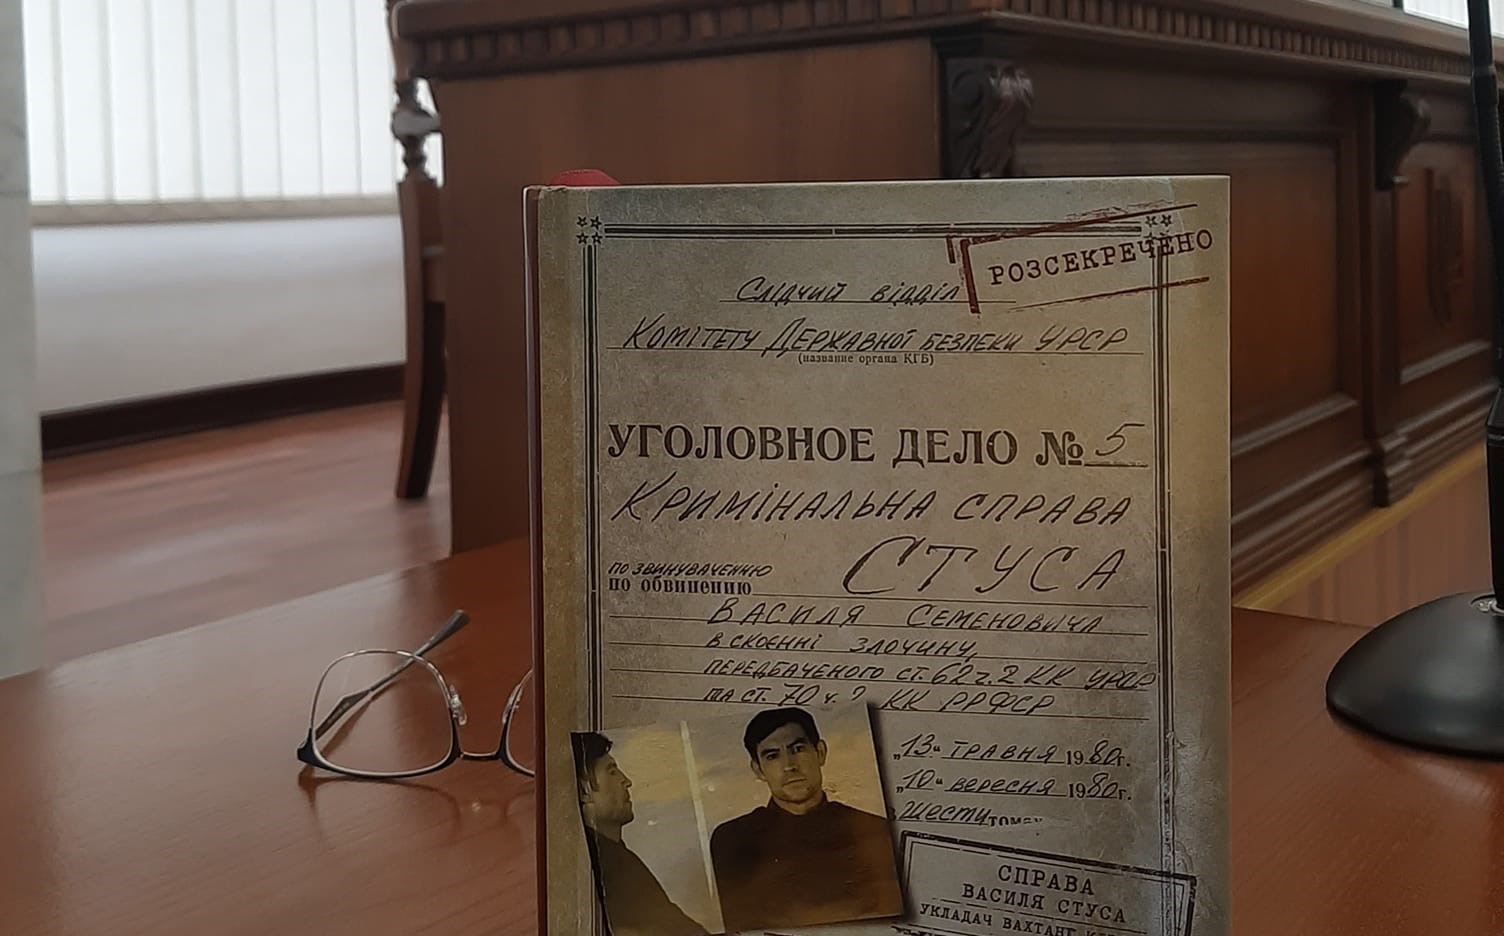 РОЗСЕКРЕЧЕНО
Слідчий відділ
Комітету Державної безпеки УРСР
(название органа КГБ)
УГОЛОВНОЕ ДЕЛО № 5
Кримінальна справа
по звинуваченню
Стуса
по обвинению
Василя Семеновича
в скоєнні злочину,
передбаченого ст. 62 ч. 2 КК УРСР
та ст. 70 ч. 2 КК РРФСР
„13“ травня 1980г.
„10“ вересня 1980г.
шести томах
СПРАВА
ВАСИЛЯ СТУСА
УКЛАДАЧ ВАХТАНГ